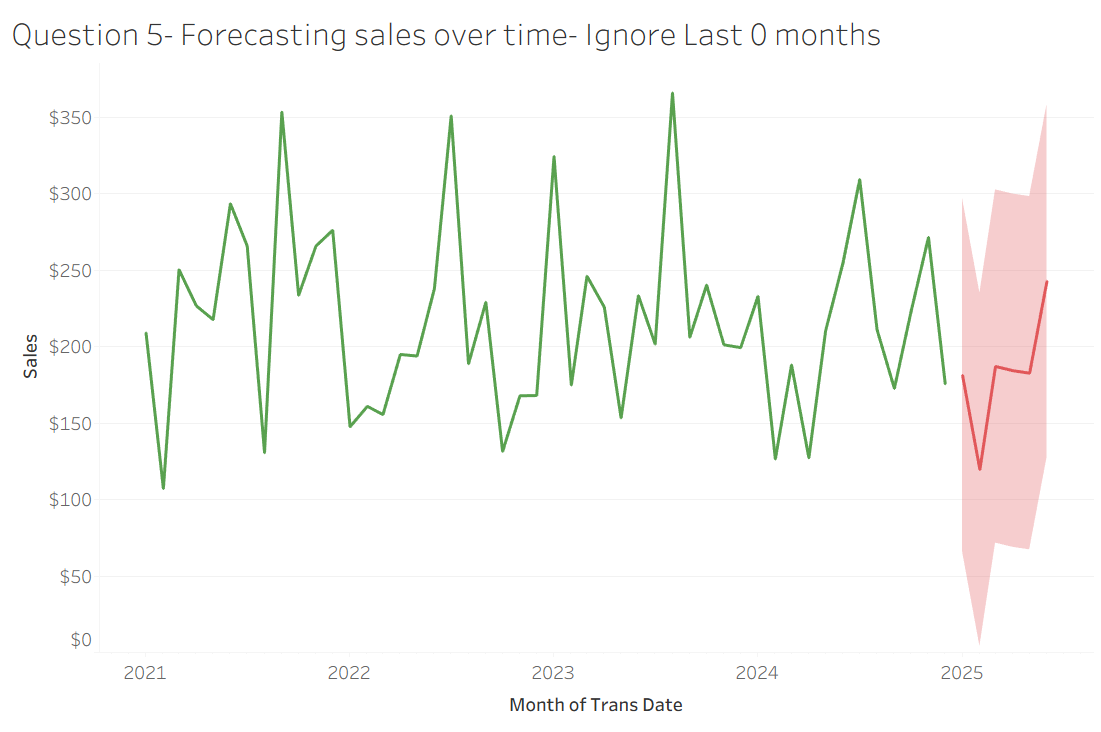 Question 5- Forecasting sales over time- Ignore Last 0 months
$350
$300
$250
$200
$150
$100
$50
$0
Sales
2021 2022 2023 2024 2025
Month of Trans Date